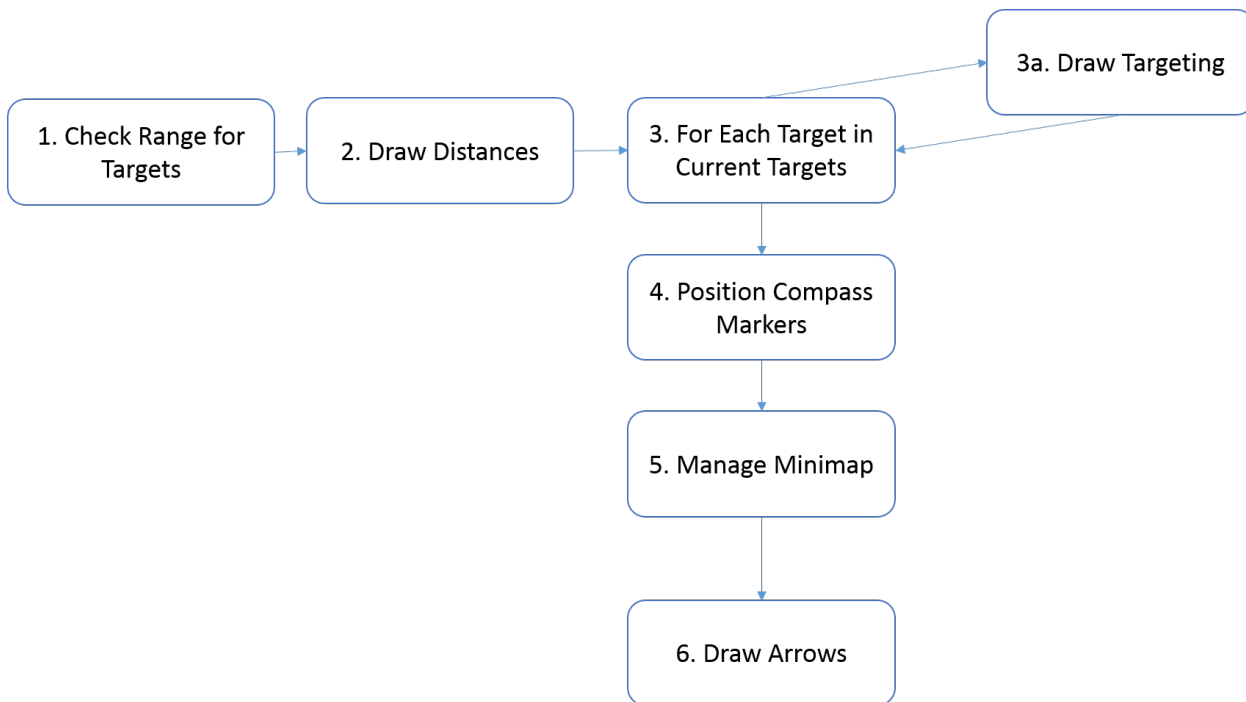 3a. Draw Targeting
1. Check Range for
Targets
2. Draw Distances
3. For Each Target in
Current Targets
4. Position Compass
Markers
5. Manage Minimap
6. Draw Arrows